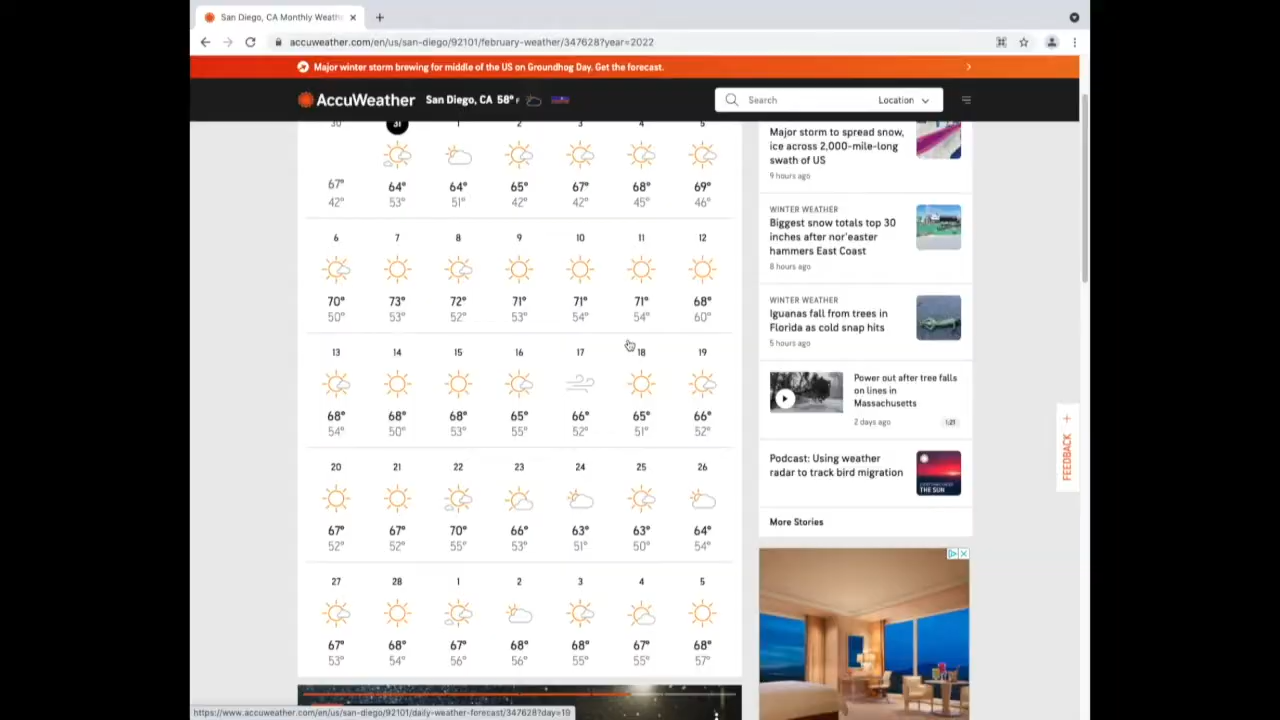 San Diego, CA Monthly Weath
accuweather.com/en/us/san-diego/92101/february-weather/347628?year=2022
Major winter storm brewing for middle of the US on Groundhog Day. Get the forecast.
AccuWeather San Diego, CA 58° F Search Location
30 31 1 2 3 4 5
67° 64° 64° 65° 67° 68° 69°
42° 53° 51° 42° 42° 45° 46°
6 7 8 9 10 11 12
70° 73° 72° 71° 71° 71° 68°
50° 53° 52° 53° 54° 54° 60°
13 14 15 16 17 18 19
68° 68° 68° 65° 66° 65° 66°
54° 50° 53° 55° 52° 51° 52°
20 21 22 23 24 25 26
67° 67° 70° 66° 63° 63° 64°
52° 52° 55° 53° 51° 50° 54°
27 28 1 2 3 4 5
67° 68° 67° 68° 68° 67° 68°
53° 54° 56° 56° 55° 55° 57°
Major storm to spread snow,
ice across 2,000-mile-long
swath of US
9 hours ago
WINTER WEATHER
Biggest snow totals top 30
inches after nor'easter
hammers East Coast
8 hours ago
WINTER WEATHER
Iguanas fall from trees in
Florida as cold snap hits
5 hours ago
Power out after tree falls
on lines in
Massachusetts
2 days ago
Podcast: Using weather
radar to track bird migration
THE SUN
More Stories
FEEDBACK
https://www.accuweather.com/en/us/san-diego/92101/daily-weather-forecast/347628?day=19